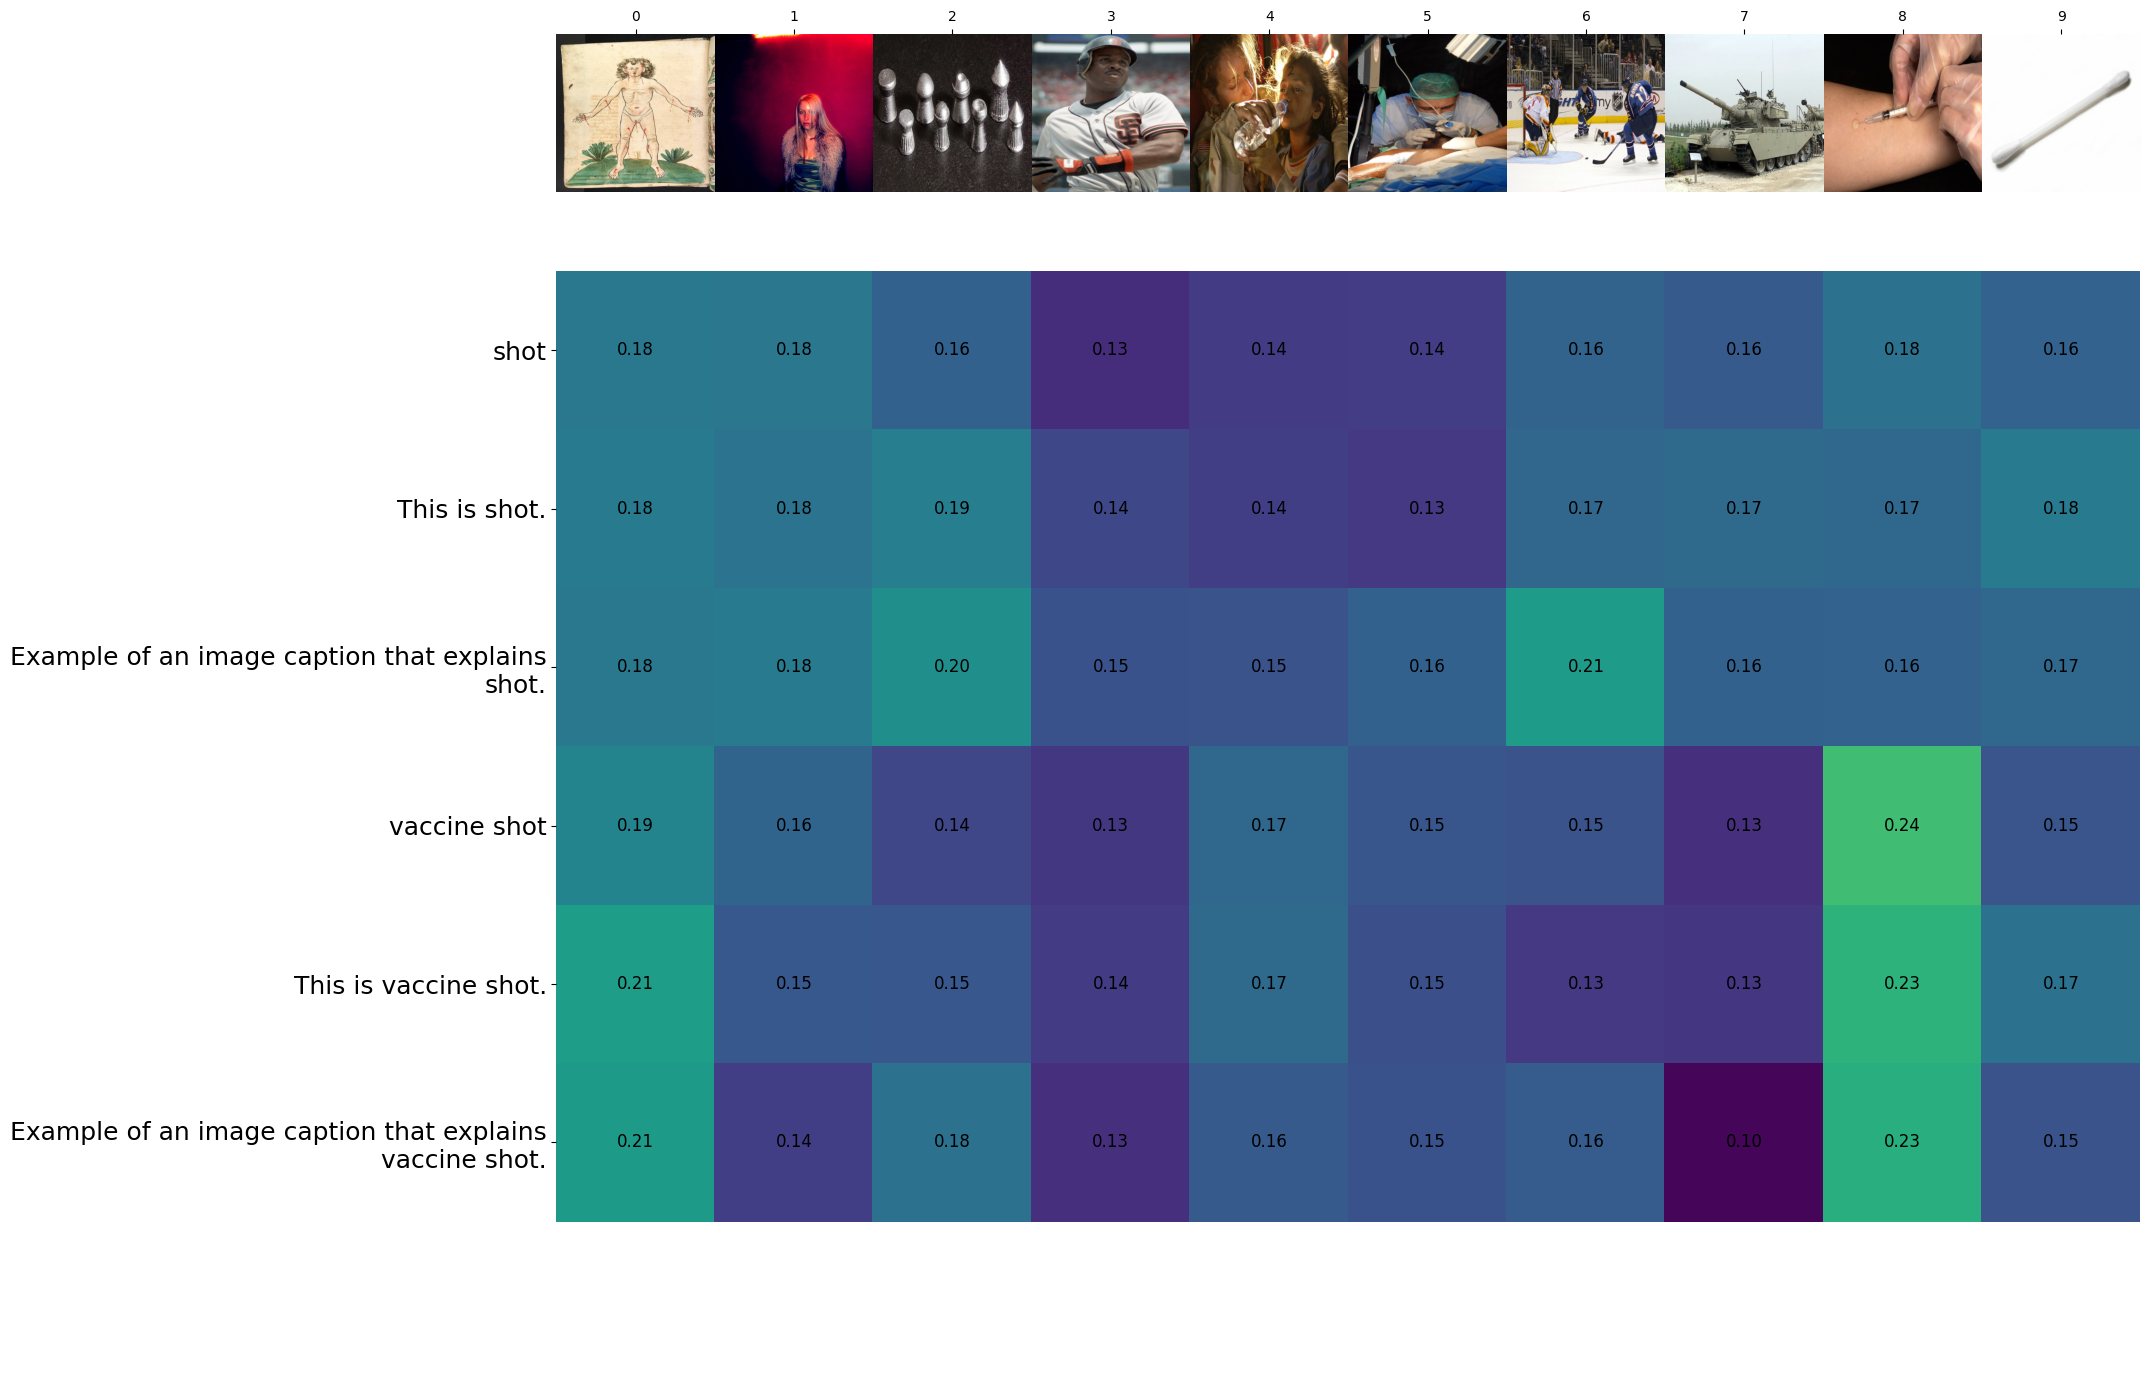 0 1 2 3 4 5 6 7 8 9
shot 0.18 0.18 0.16 0.13 0.14 0.14 0.16 0.16 0.18 0.16
This is shot. 0.18 0.18 0.19 0.14 0.14 0.13 0.17 0.17 0.17 0.18
Example of an image caption that explains
shot. 0.18 0.18 0.20 0.15 0.15 0.16 0.21 0.16 0.16 0.17
vaccine shot 0.19 0.16 0.14 0.13 0.17 0.15 0.15 0.13 0.24 0.15
This is vaccine shot. 0.21 0.15 0.15 0.14 0.17 0.15 0.13 0.13 0.23 0.17
Example of an image caption that explains
vaccine shot. 0.21 0.14 0.18 0.13 0.16 0.15 0.16 0.10 0.23 0.15